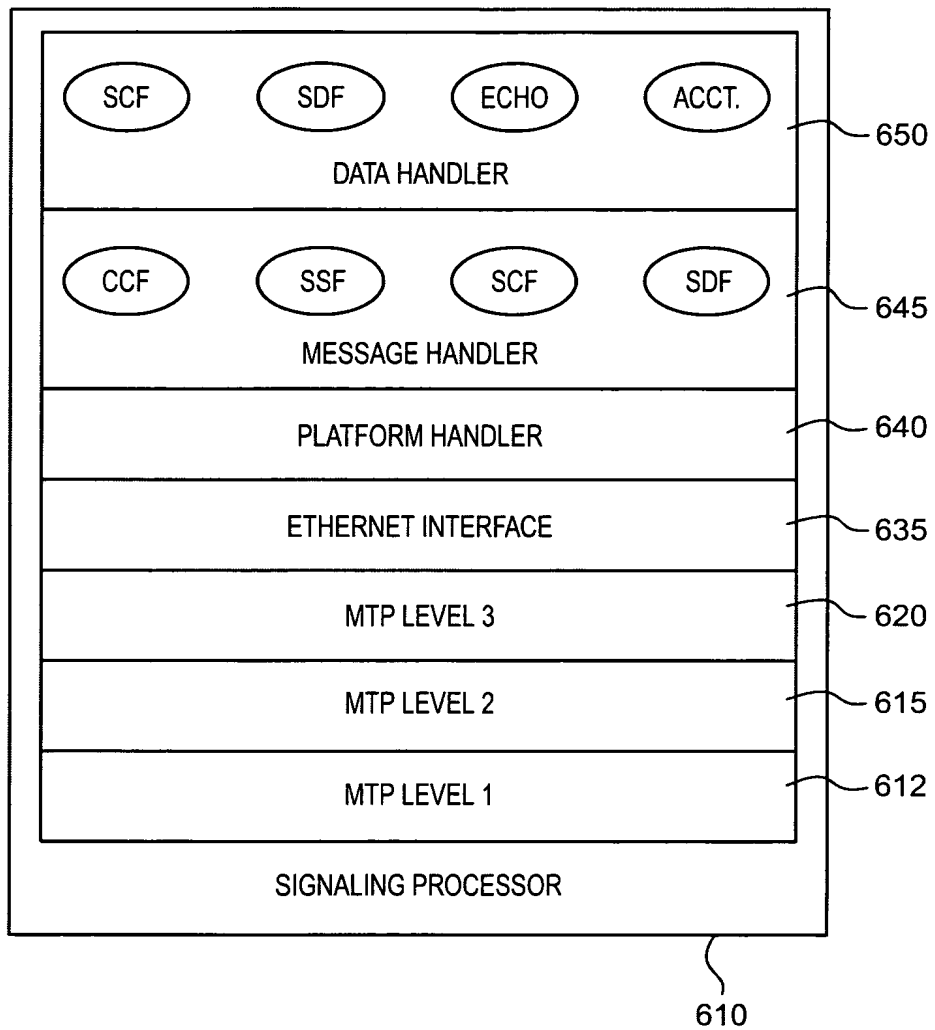 SCF SDF ECHO ACCT.
650
DATA HANDLER
CCF SSF SCF SDF
645
MESSAGE HANDLER
PLATFORM HANDLER 640
ETHERNET INTERFACE 635
MTP LEVEL 3 620
MTP LEVEL 2 615
MTP LEVEL 1 612
SIGNALING PROCESSOR
610